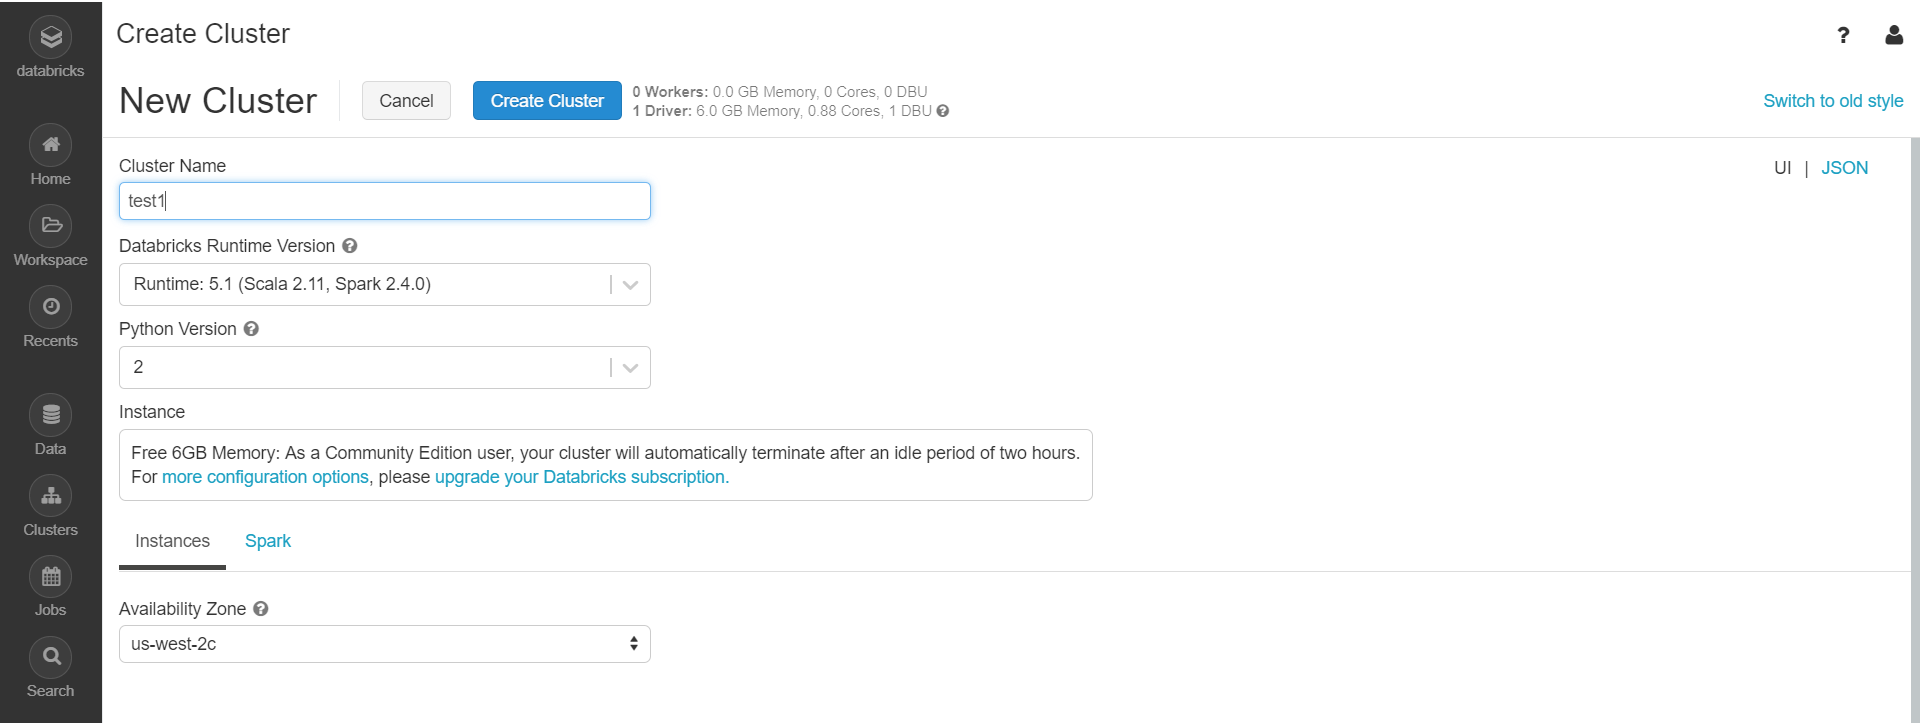 databricks
Home
Workspace
Recents
Data
Clusters
Jobs
Search
Create Cluster
?
New Cluster
Cancel
Create Cluster
0 Workers: 0.0 GB Memory, 0 Cores, 0 DBU
1 Driver: 6.0 GB Memory, 0.88 Cores, 1 DBU ?
Switch to old style
UI | JSON
Cluster Name
test1
Databricks Runtime Version ?
Runtime: 5.1 (Scala 2.11, Spark 2.4.0)
Python Version ?
2
Instance
Free 6GB Memory: As a Community Edition user, your cluster will automatically terminate after an idle period of two hours.
For more configuration options, please upgrade your Databricks subscription.
Instances Spark
Availability Zone ?
us-west-2c